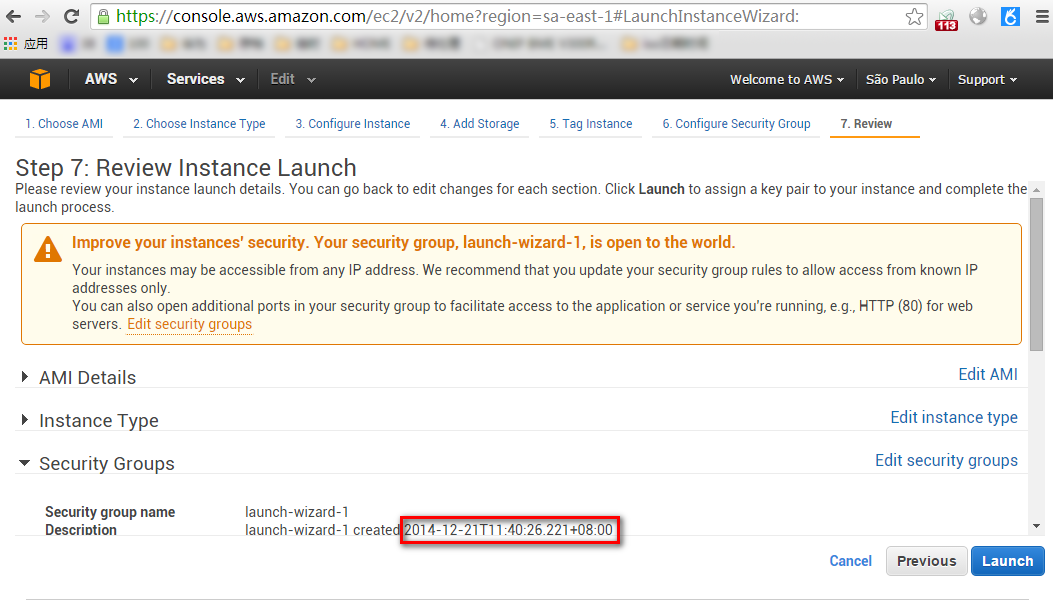 https://console.aws.amazon.com/ec2/v2/home?region=sa-east-1#LaunchInstanceWizard:
113
应用
AWS Services Edit Welcome to AWS São Paulo Support
1. Choose AMI 2. Choose Instance Type 3. Configure Instance 4. Add Storage 5. Tag Instance 6. Configure Security Group 7. Review
Step 7: Review Instance Launch
Please review your instance launch details. You can go back to edit changes for each section. Click Launch to assign a key pair to your instance and complete the
launch process.
Improve your instances' security. Your security group, launch-wizard-1, is open to the world.
Your instances may be accessible from any IP address. We recommend that you update your security group rules to allow access from known IP
addresses only.
You can also open additional ports in your security group to facilitate access to the application or service you're running, e.g., HTTP (80) for web
servers. Edit security groups
AMI Details Edit AMI
Instance Type Edit instance type
Security Groups Edit security groups
Security group name launch-wizard-1
Description launch-wizard-1 created 2014-12-21T11:40:26.221+08:00
Cancel Previous Launch